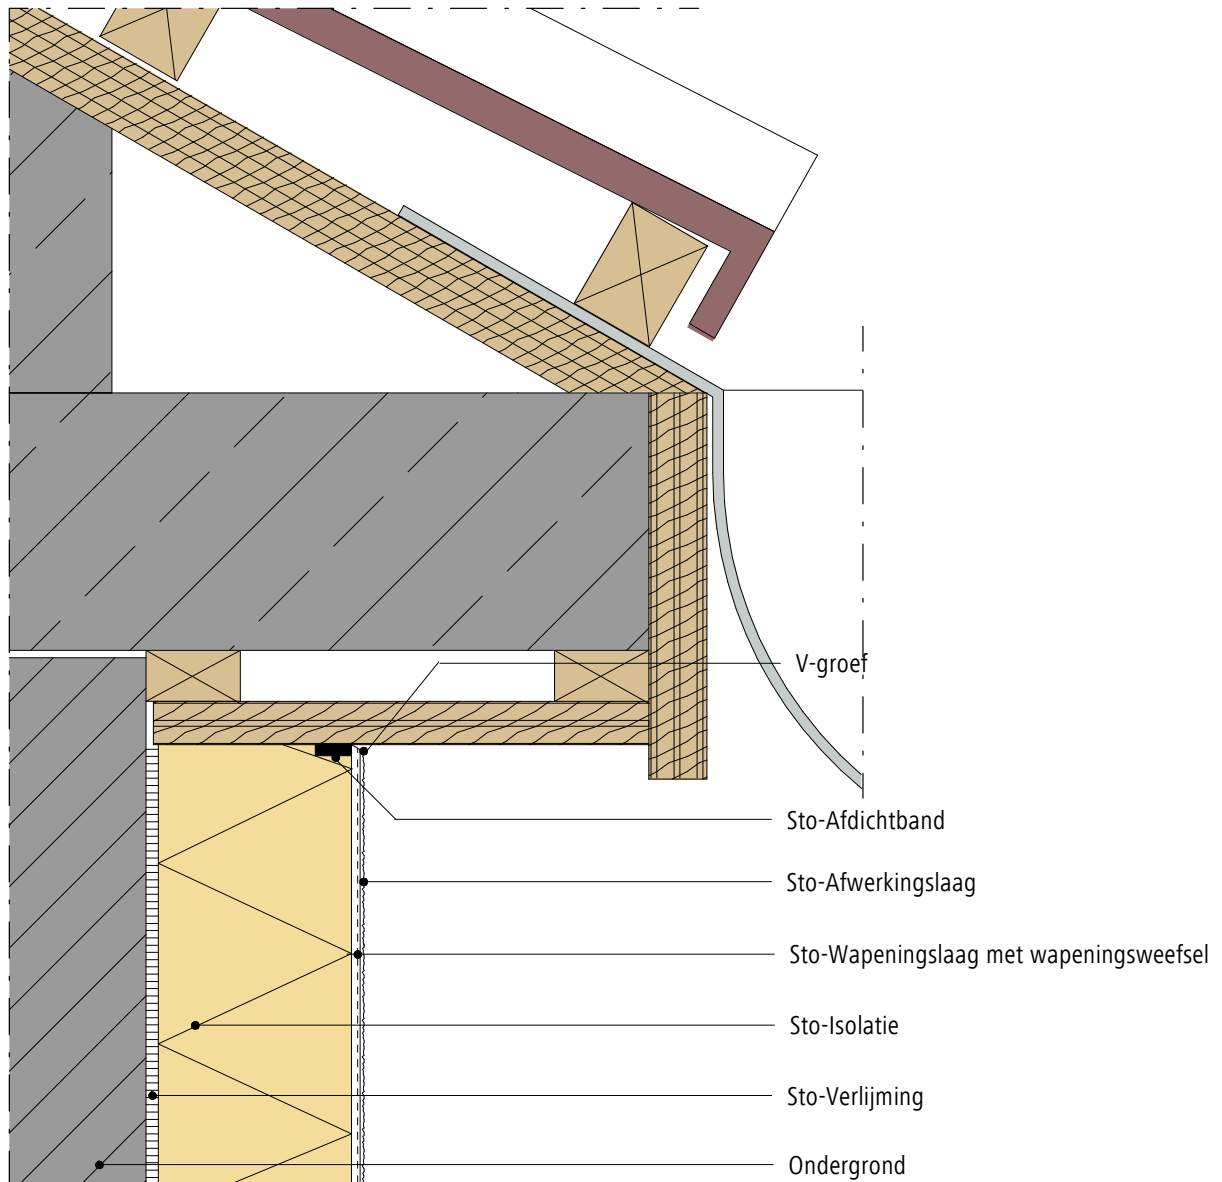 V-groef
Sto-Afdichtband
Sto-Afwerkingslaag
Sto-Wapeningslaag met wapeningsweefsel
Sto-Isolatie
Sto-Verlijming
Ondergrond